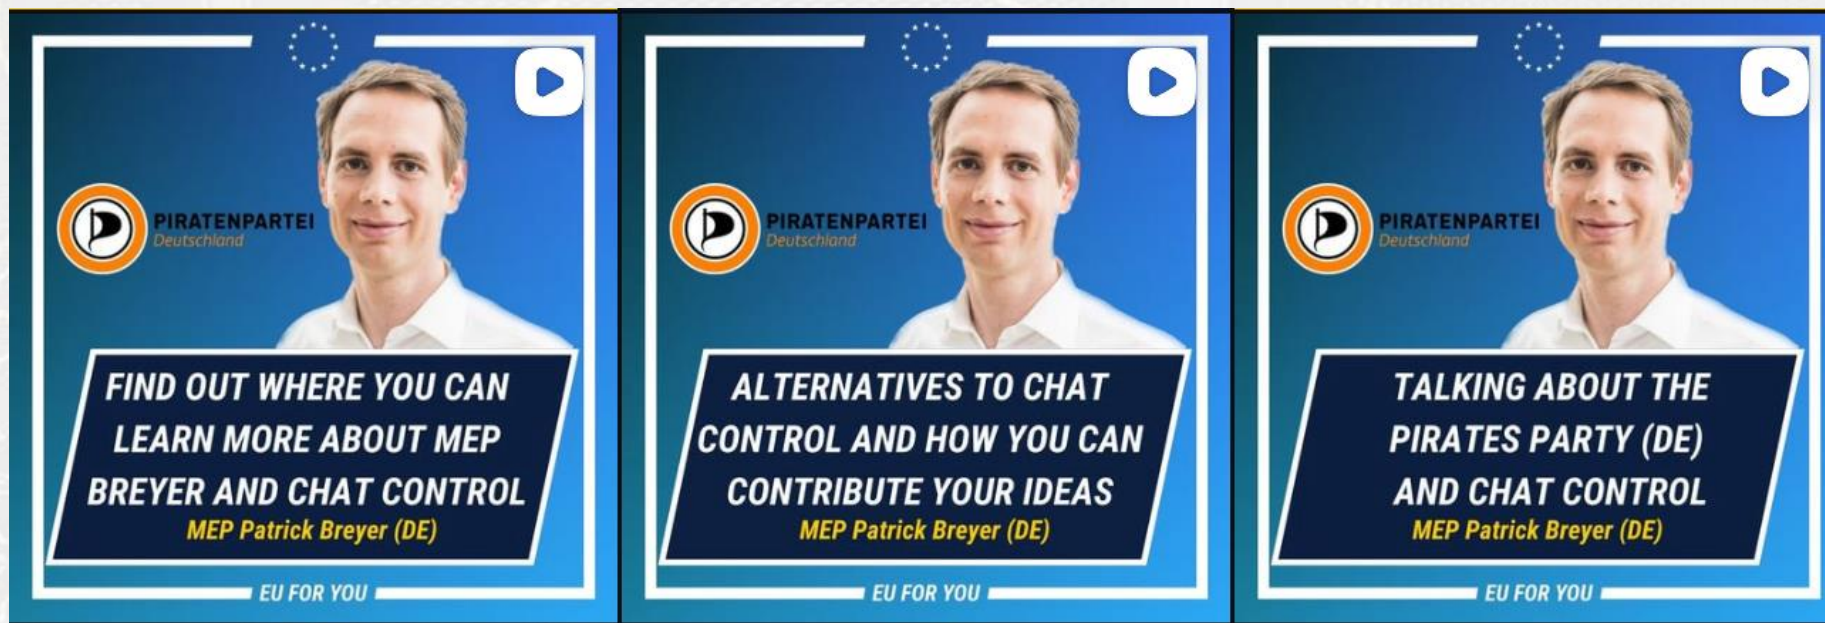 PIRATENPARTEI
Deutschland
FIND OUT WHERE YOU CAN
LEARN MORE ABOUT MEP
BREYER AND CHAT CONTROL
MEP Patrick Breyer (DE)
EU FOR YOU
PIRATENPARTEI
Deutschland
ALTERNATIVES TO CHAT
CONTROL AND HOW YOU CAN
CONTRIBUTE YOUR IDEAS
MEP Patrick Breyer (DE)
EU FOR YOU
PIRATENPARTEI
Deutschland
TALKING ABOUT THE
PIRATES PARTY (DE)
AND CHAT CONTROL
MEP Patrick Breyer (DE)
EU FOR YOU